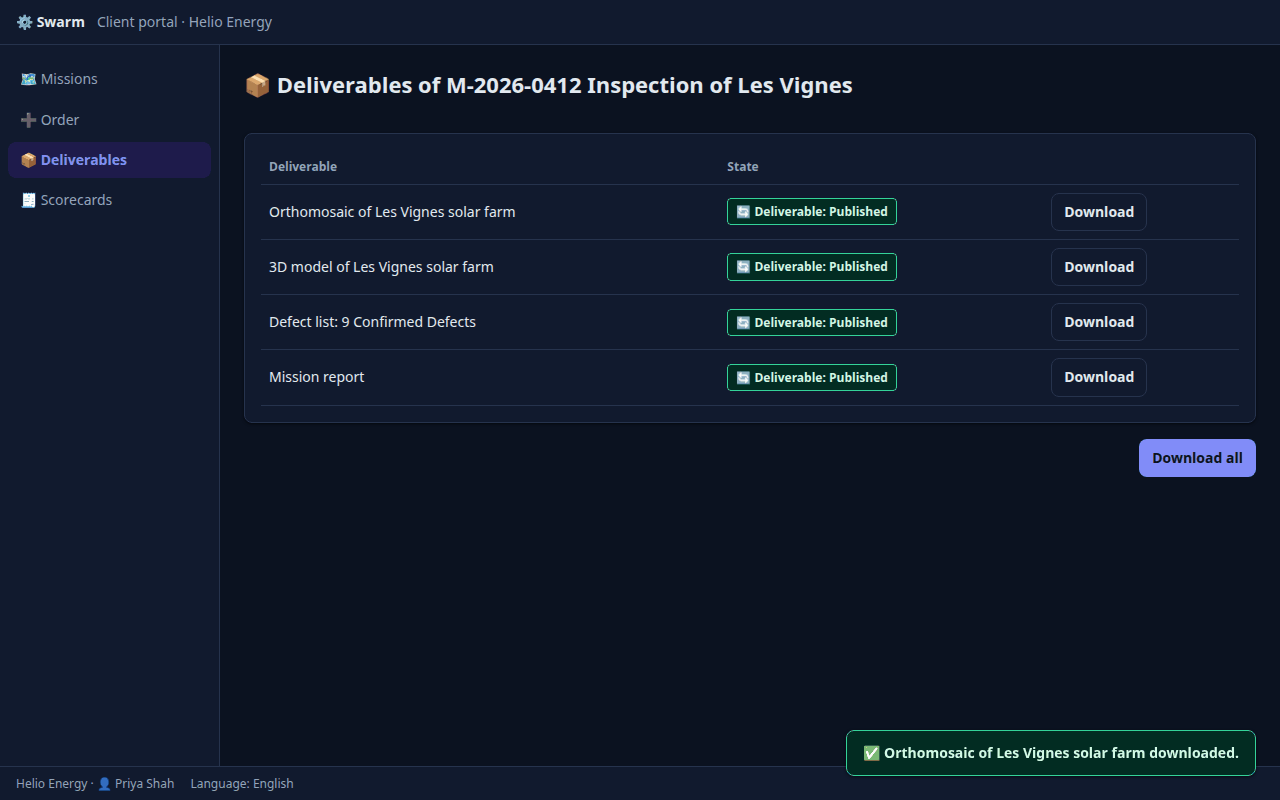 ⚙️ Swarm Client portal · Helio Energy
🗺️ Missions
➕ Order
📦 Deliverables
🧾 Scorecards
📦 Deliverables of M-2026-0412 Inspection of Les Vignes
Deliverable State
Orthomosaic of Les Vignes solar farm 🔄 Deliverable: Published Download
3D model of Les Vignes solar farm 🔄 Deliverable: Published Download
Defect list: 9 Confirmed Defects 🔄 Deliverable: Published Download
Mission report 🔄 Deliverable: Published Download
Download all
✅ Orthomosaic of Les Vignes solar farm downloaded.
Helio Energy · 👤 Priya Shah Language: English